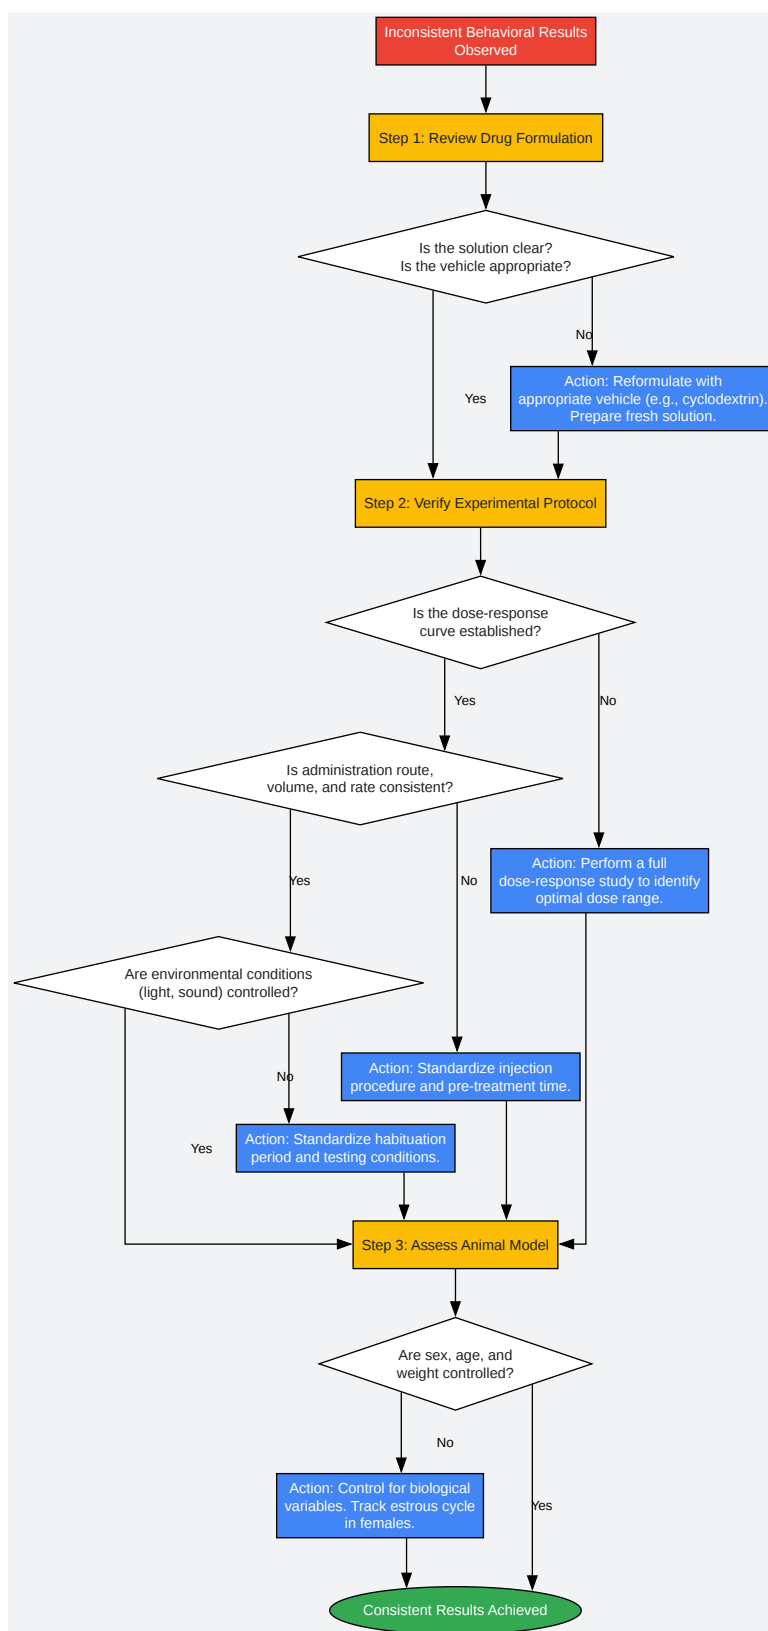 Inconsistent Behavioral Results
Observed
Step 1: Review Drug Formulation
Is the solution clear?
Is the vehicle appropriate?
No
Action: Reformulate with
appropriate vehicle (e.g., cyclodextrin).
Prepare fresh solution.
Yes
Step 2: Verify Experimental Protocol
Is the dose-response
curve established?
Yes
No
Is administration route,
volume, and rate consistent?
Yes
No
Action: Perform a full
dose-response study to identify
optimal dose range.
Are environmental conditions
(light, sound) controlled?
No
Action: Standardize injection
procedure and pre-treatment time.
Yes
Action: Standardize habituation
period and testing conditions.
Step 3: Assess Animal Model
Are sex, age, and
weight controlled?
No
Action: Control for biological
variables. Track estrous cycle
in females.
Yes
Consistent Results Achieved